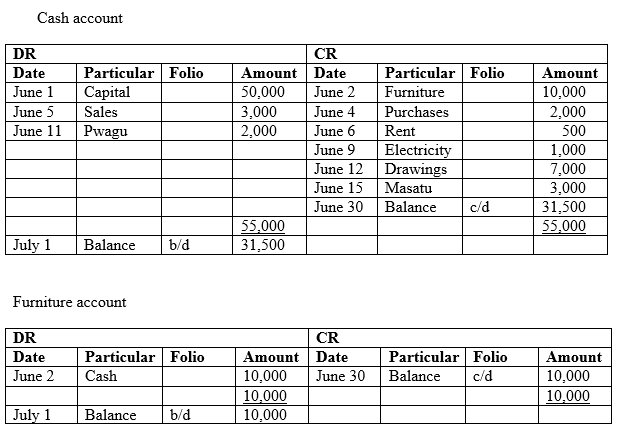 Cash account
DR CR
Date Particular Folio Amount Date Particular Folio Amount
June 1 Capital 50,000 June 2 Furniture 10,000
June 5 Sales 3,000 June 4 Purchases 2,000
June 11 Pwagu 2,000 June 6 Rent 500
June 9 Electricity 1,000
June 12 Drawings 7,000
June 15 Masatu 3,000
June 30 Balance c/d 31,500
55,000 55,000
July 1 Balance b/d 31,500
Furniture account
DR CR
Date Particular Folio Amount Date Particular Folio Amount
June 2 Cash 10,000 June 30 Balance c/d 10,000
10,000 10,000
July 1 Balance b/d 10,000